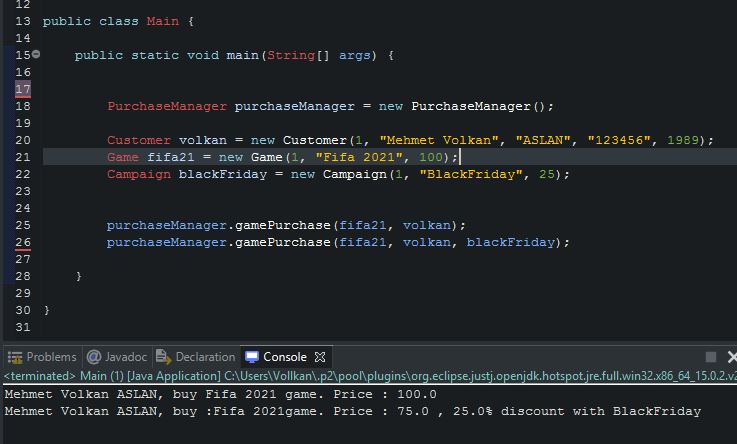 12
13 public class Main {
14
15 public static void main(String[] args) {
16
17
18 PurchaseManager purchaseManager = new PurchaseManager();
19
20 Customer volkan = new Customer(1, "Mehmet Volkan", "ASLAN", "123456", 1989);
21 Game fifa21 = new Game(1, "Fifa 2021", 100);
22 Campaign blackFriday = new Campaign(1, "BlackFriday", 25);
23
24
25 purchaseManager.gamePurchase(fifa21, volkan);
26 purchaseManager.gamePurchase(fifa21, volkan, blackFriday);
27
28 }
29
30 }
31
Problems @ Javadoc Declaration Console
<terminated> Main (1) [Java Application] C:\Users\Vollkan\.p2\pool\plugins\org.eclipse.justj.openjdk.hotspot.jre.full.win32.x86_64_15.0.2.v2
Mehmet Volkan ASLAN, buy Fifa 2021 game. Price : 100.0
Mehmet Volkan ASLAN, buy :Fifa 2021game. Price : 75.0 , 25.0% discount with BlackFriday